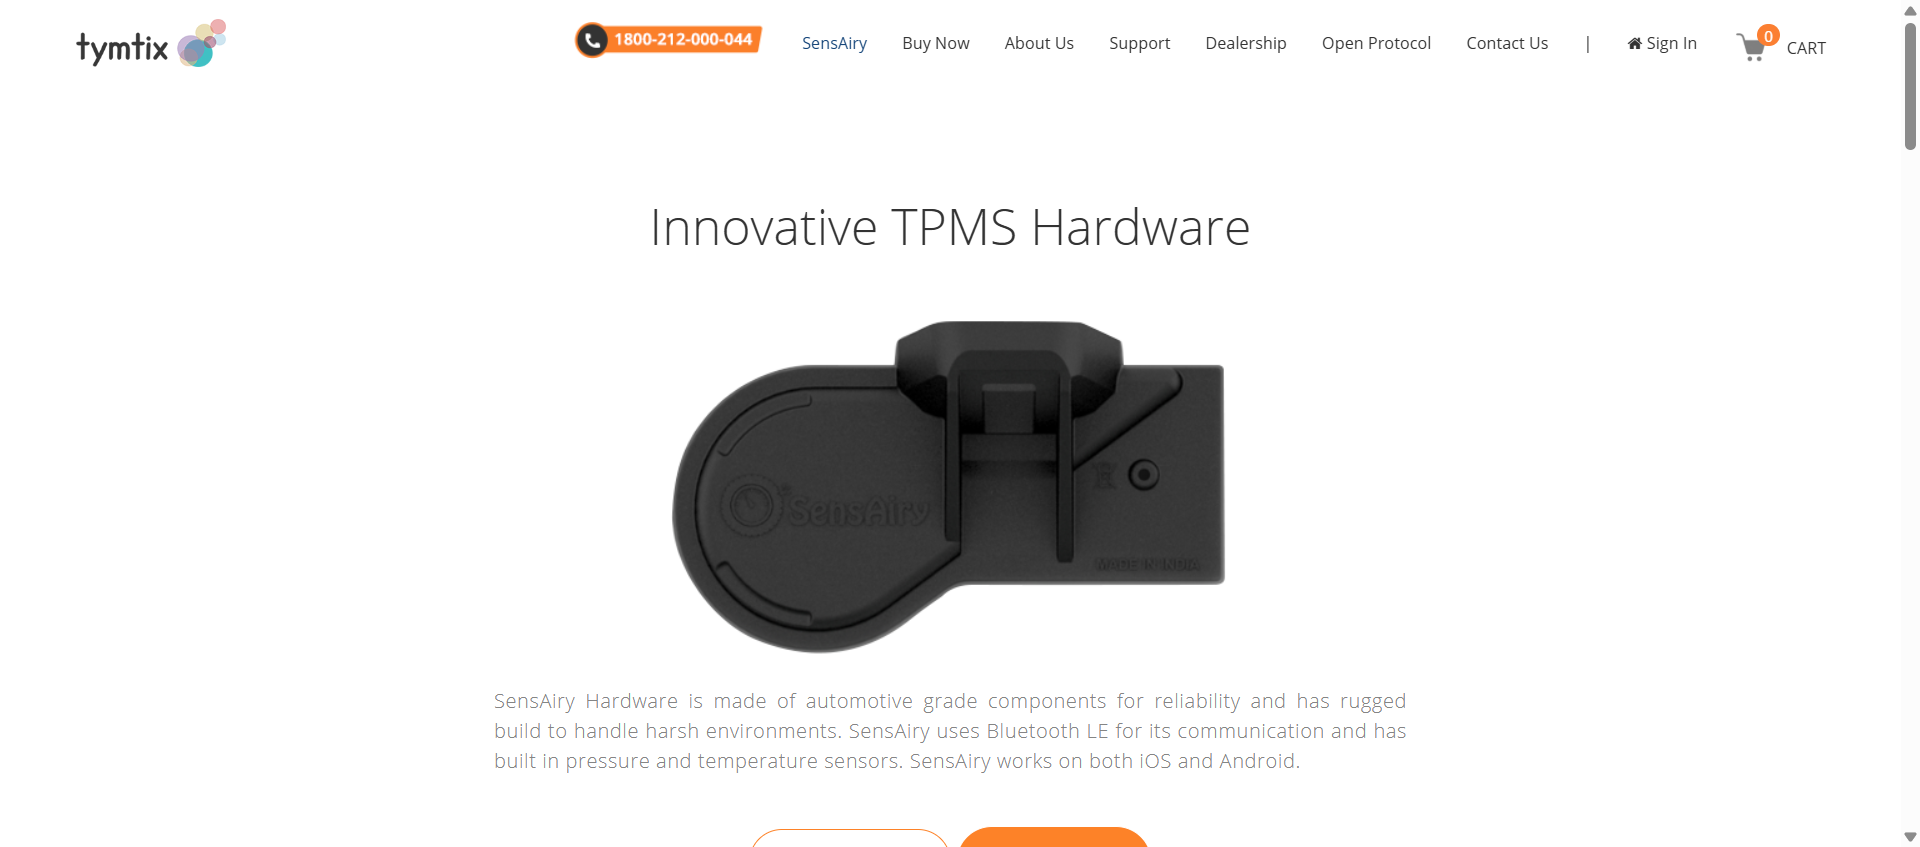 tymtix
1800-212-000-044
SensAiry
Buy Now
About Us
Support
Dealership
Open Protocol
Contact Us
|
Sign In
0
CART
Innovative TPMS Hardware
SensAiry
MADE IN INDIA
SensAiry Hardware is made of automotive grade components for reliability and has rugged
build to handle harsh environments. SensAiry uses Bluetooth LE for its communication and has
built in pressure and temperature sensors. SensAiry works on both iOS and Android.